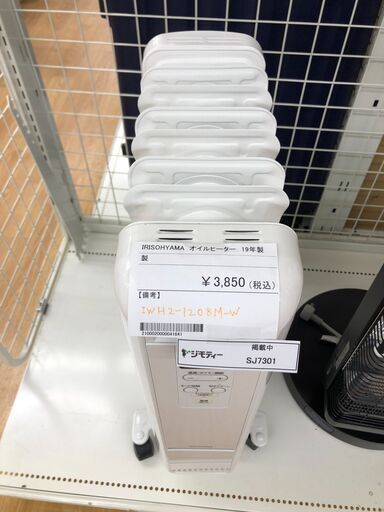 IRISOHYAMA オイルヒーター 19年製
製
￥3,850(税込)
【備考】
IWH2-1208M-W
2100020000041641
掲載中
ジモティー
SJ7301